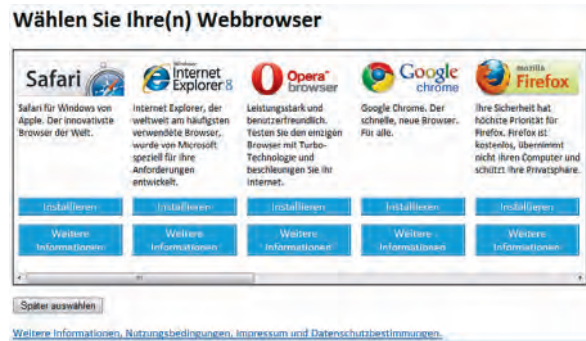 Wählen Sie Ihre(n) Webbrowser
Safari
Windows
Internet
Explorer 8
Opera™
browser
Google
chrome
mozilla
Firefox
Safari für Windows von
Apple. Der innovativste
Browser der Welt.
Internet Explorer, der
weltweit am häufigsten
verwendete Browser,
wurde von Microsoft
speziell für ihre
Anforderungen
entwickelt.
Leistungsstark und
benutzerfreundlich.
Testen Sie den einzigen
Browser mit Turbo-
Technologie und
beschleunigen Sie Ihr
Internet.
Google Chrome. Der
schnelle, neue Browser.
Für alle.
Ihre Sicherheit hat
höchste Priorität für
Firefox. Firefox ist
kostenlos, übernimmt
nicht Ihren Computer und
schützt Ihre Privatsphäre.
Installieren
Installieren
Installieren
Installieren
Installieren
Weitere
Informationen
Weitere
Informationen
Weitere
Informationen
Weitere
Informationen
Weitere
Informationen
Später auswählen
Weitere Informationen, Nutzungsbedingungen, Impressum und Datenschutzbestimmungen.